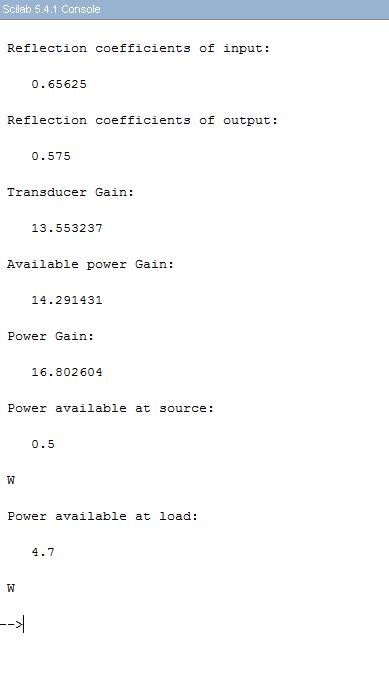 Scilab 5.4.1 Console
Reflection coefficients of input:
0.65625
Reflection coefficients of output:
0.575
Transducer Gain:
13.553237
Available power Gain:
14.291431
Power Gain:
16.802604
Power available at source:
0.5
W
Power available at load:
4.7
W
-->